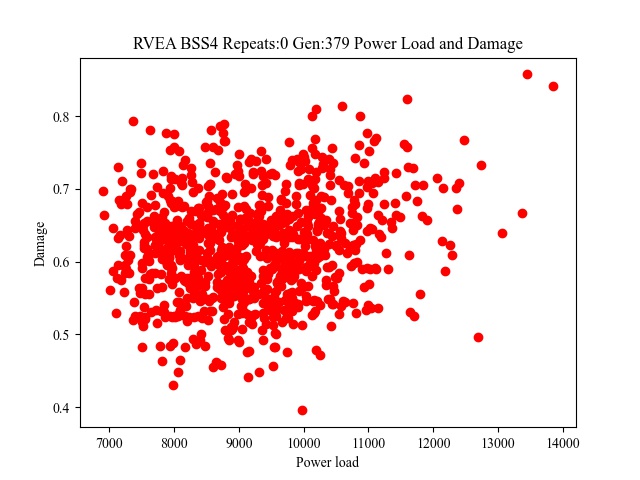 RVEA BSS4 Repeats:0 Gen:379 Power Load and Damage
0.8
0.7
0.6
0.5
0.4
Damage
7000 8000 9000 10000 11000 12000 13000 14000
Power load